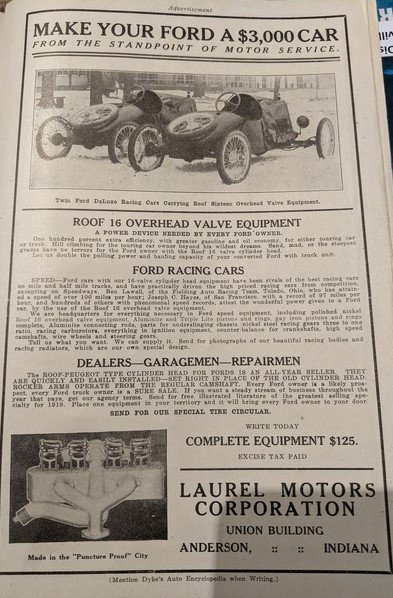 Advertisement
MAKE YOUR FORD A $3,000 CAR
FROM THE STANDPOINT OF MOTOR SERVICE.
Twin Ford DeLuxe Racing Cars Carrying Roof Sixteen Overhead Valve Equipment.
ROOF 16 OVERHEAD VALVE EQUIPMENT
A POWER DEVICE NEEDED BY EVERY FORD OWNER.
One hundred percent extra efficiency, with greater gasoline and oil economy, for either touring car
or truck. Hill climbing for the touring car owner beyond his wildest dreams. Sand, mud, or the steepest
grades have no terrors for the Ford owner with the Roof 16 valve cylinder head.
Let us double the pulling power and hauling capacity of your converted Ford with truck unit.
FORD RACING CARS
SPEED—Ford cars with our 16-valve cylinder head equipment have been rivals of the best racing cars
on mile and half mile tracks, and have practically driven the high priced racing cars from competition,
excepting on Speedways. Ben Lawell, of the Ben Auto Racing Team, Toledo, Ohio, who has attain-
ed a speed of over 100 miles per hour; Joseph C. Hayes, of San Francisco, with a record of 97 miles per
hour, and hundreds of others with phenomenal speed records, attest the wonderful power given to a Ford
car, by the use of Roof overhead valve equipment.
We are headquarters for everything necessary in Ford speed equipment, including polished nickel
Roof 16 overhead valve equipment, Aluminite and Triple Lite pistons and rings, gray iron pistons and rings
complete, Aluminite connecting rods, parts for underslinging chassis, nickel steel racing gears three to one
ratio, racing carburetors, everything in ignition equipment, counter-balance for crankshafts, high speed
camshafts, wire wheels and steering gears.
Tell us what you want. We can supply it. Send for photographs of our beautiful racing bodies and
racing radiators, which are our own special design.
DEALERS—GARAGEMEN—REPAIRMEN
The ROOF-PEUGEOT TYPE CYLINDER HEAD FOR FORDS IS AN ALL-YEAR SELLER. THEY
ARE QUICKLY AND EASILY INSTALLED—SET RIGHT IN PLACE OF THE OLD CYLINDER HEAD.
ROCKER ARMS OPERATE FROM THE REGULAR CAMSHAFT. Every Ford owner is a likely pros-
pect, every Ford truck owner is a SURE SALE. If you want a steady stream of business throughout the
year that pays, get our agency terms. Send for free illustrated literature of the greatest selling spe-
cialty for 1919. Place one equipment in your territory and it will bring every Ford owner to your door.
SEND FOR OUR SPECIAL TIRE CIRCULAR.
WRITE TODAY
COMPLETE EQUIPMENT $125.
EXCISE TAX PAID
LAUREL MOTORS
CORPORATION
UNION BUILDING
ANDERSON, :: :: INDIANA
Made in the "Puncture Proof" City
(Mention Dyke's Auto Encyclopedia when Writing.)